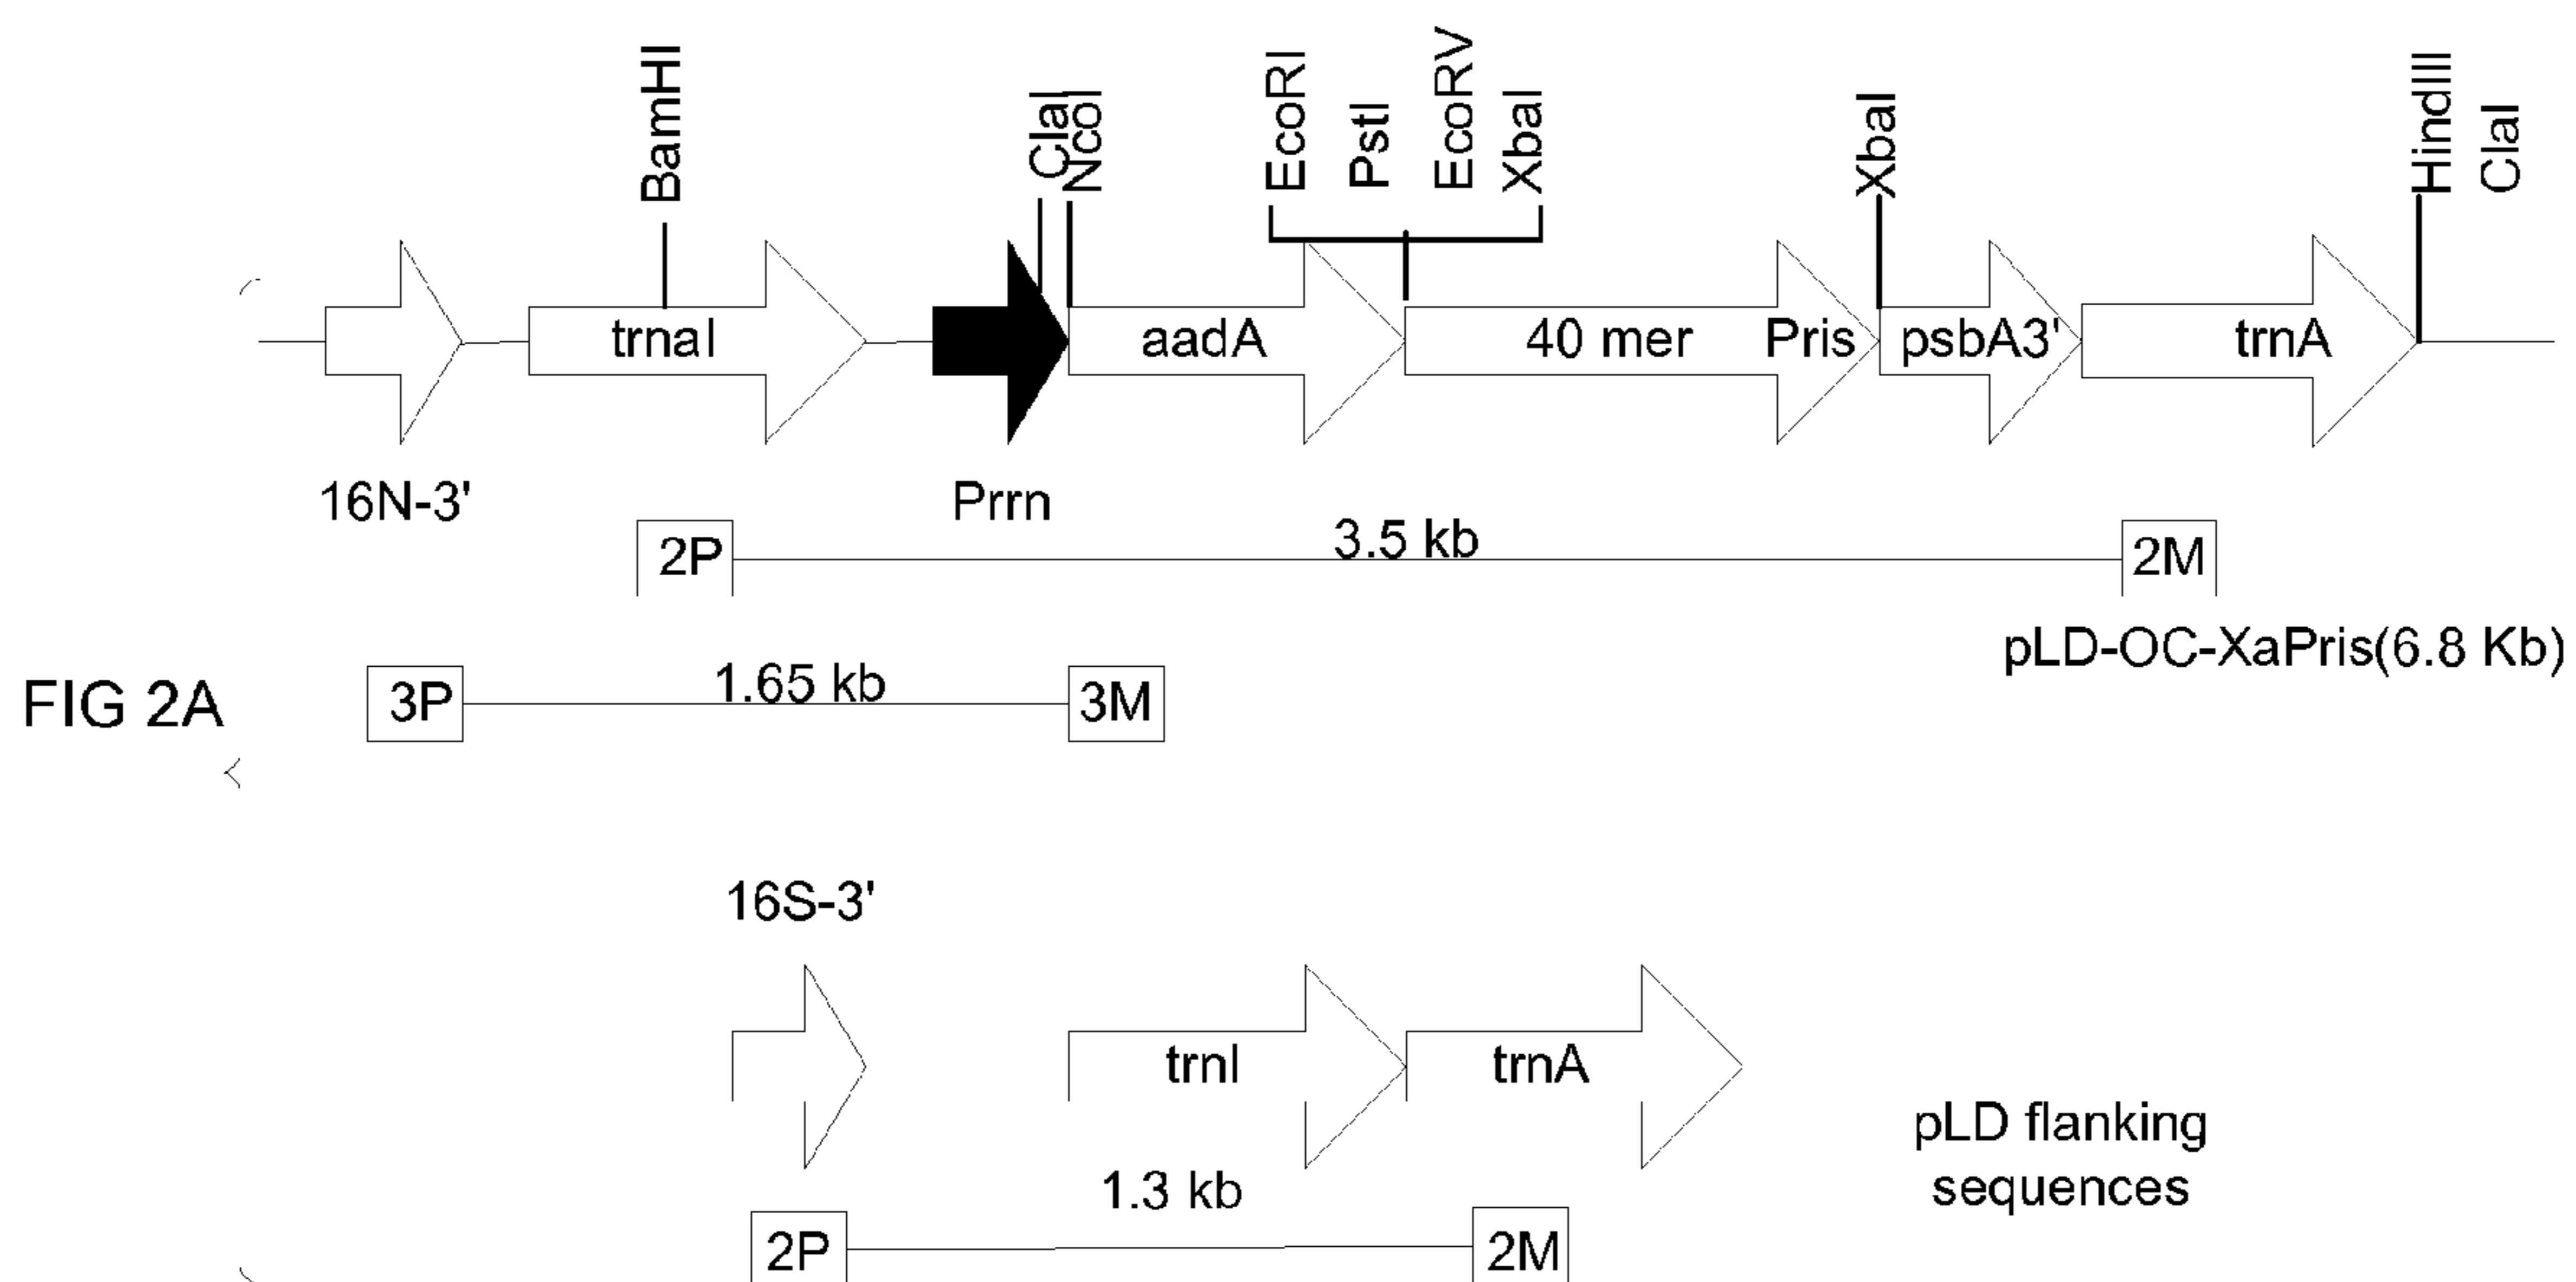 BamHI
ClaI
NcoI
EcoRI
PstI
EcoRV
XbaI
XbaI
HindIII
ClaI
trnaI
aadA
40 mer
Pris
psbA3'
trnA
16N-3'
Prrn
2P
3.5 kb
2M
pLD-OC-XaPris(6.8 Kb)
FIG 2A
3P
1.65 kb
3M
16S-3'
trnI
trnA
pLD flanking
sequences
1.3 kb
2P
2M